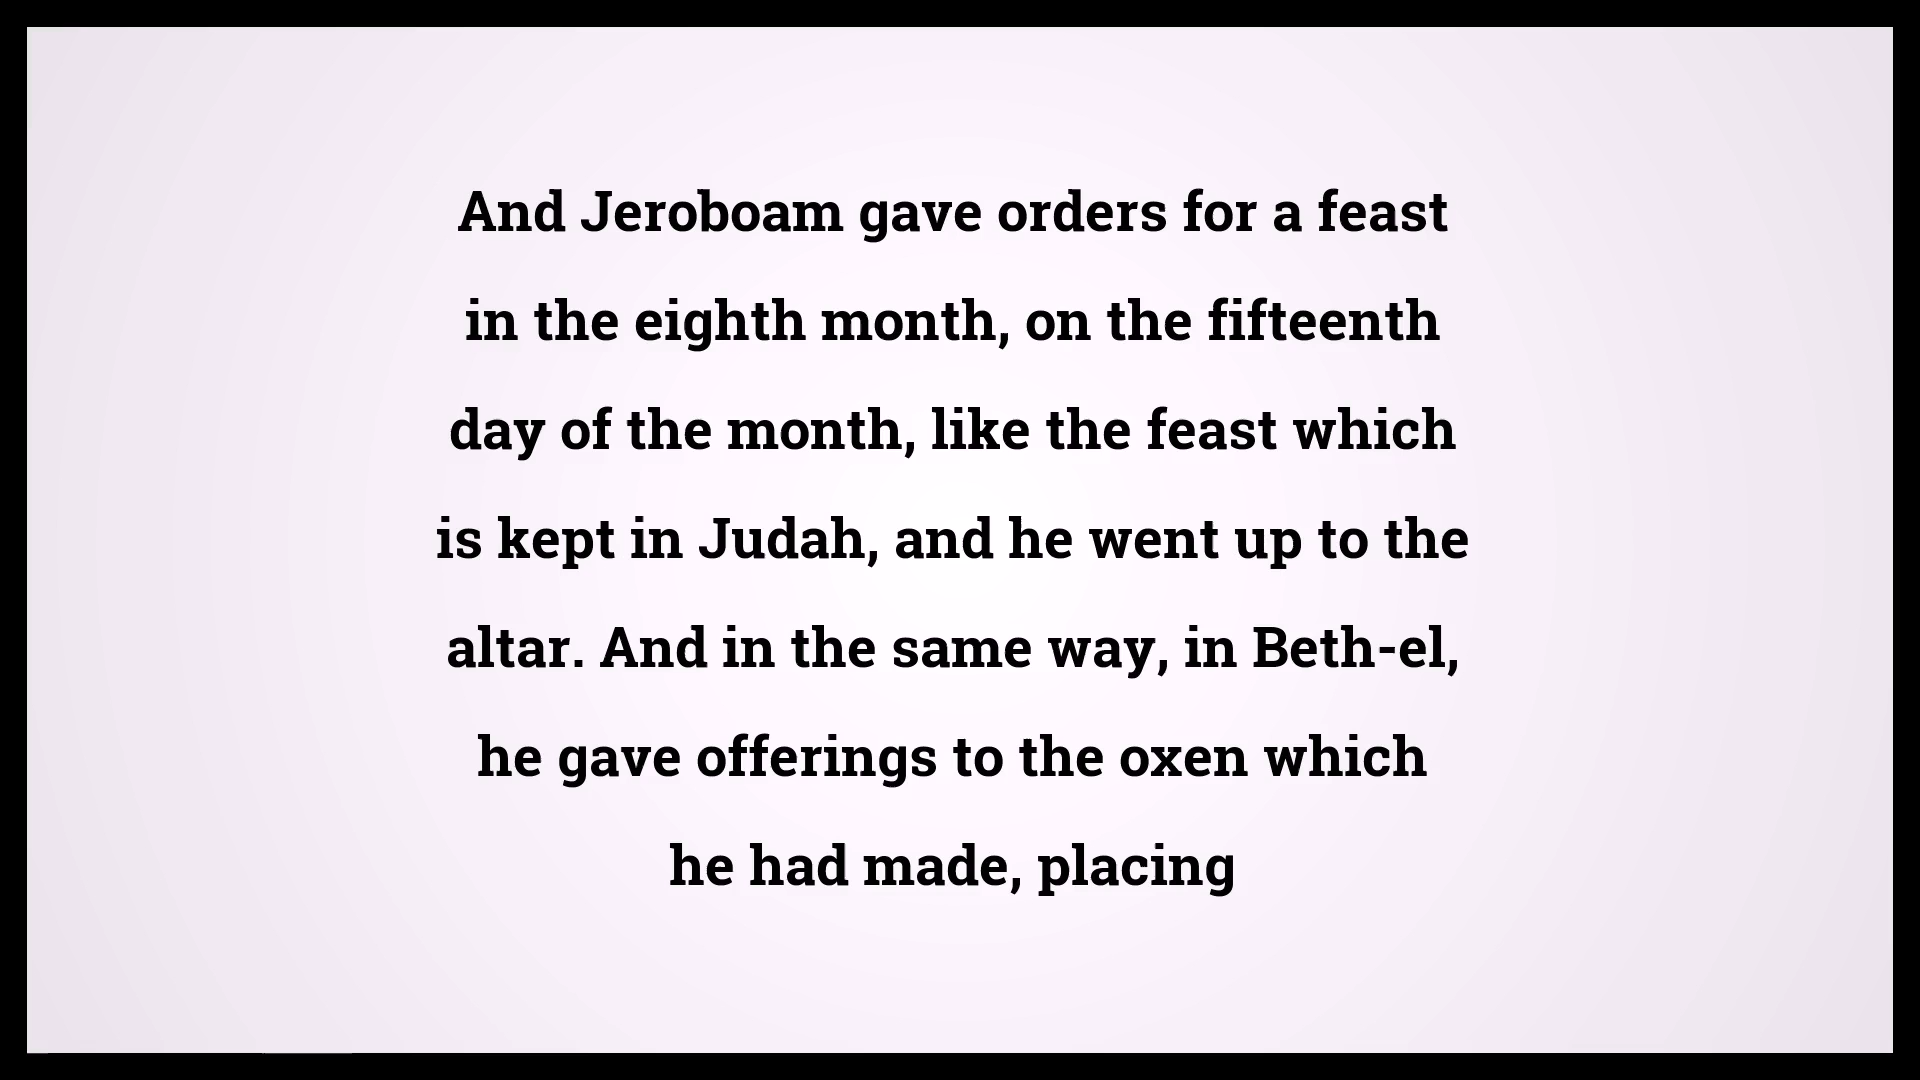 And Jeroboam gave orders for a feast
in the eighth month, on the fifteenth
day of the month, like the feast which
is kept in Judah, and he went up to the
altar. And in the same way, in Beth-el,
he gave offerings to the oxen which
he had made, placing